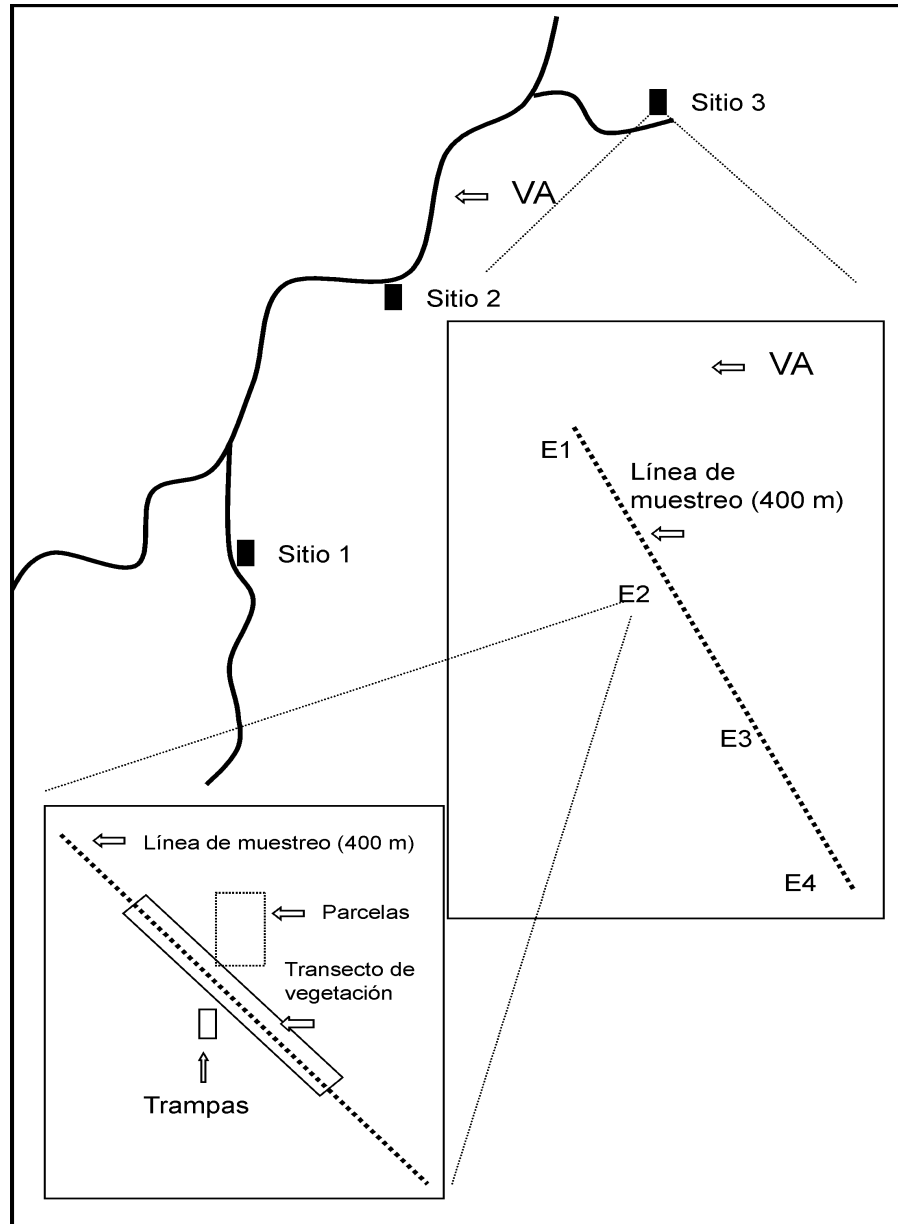 Sitio 3
VA
Sitio 2
VA
E1
Línea de
muestreo (400 m)
Sitio 1
E2
E3
Línea de muestreo (400 m)
E4
Parcelas
Transecto de
vegetación
Trampas